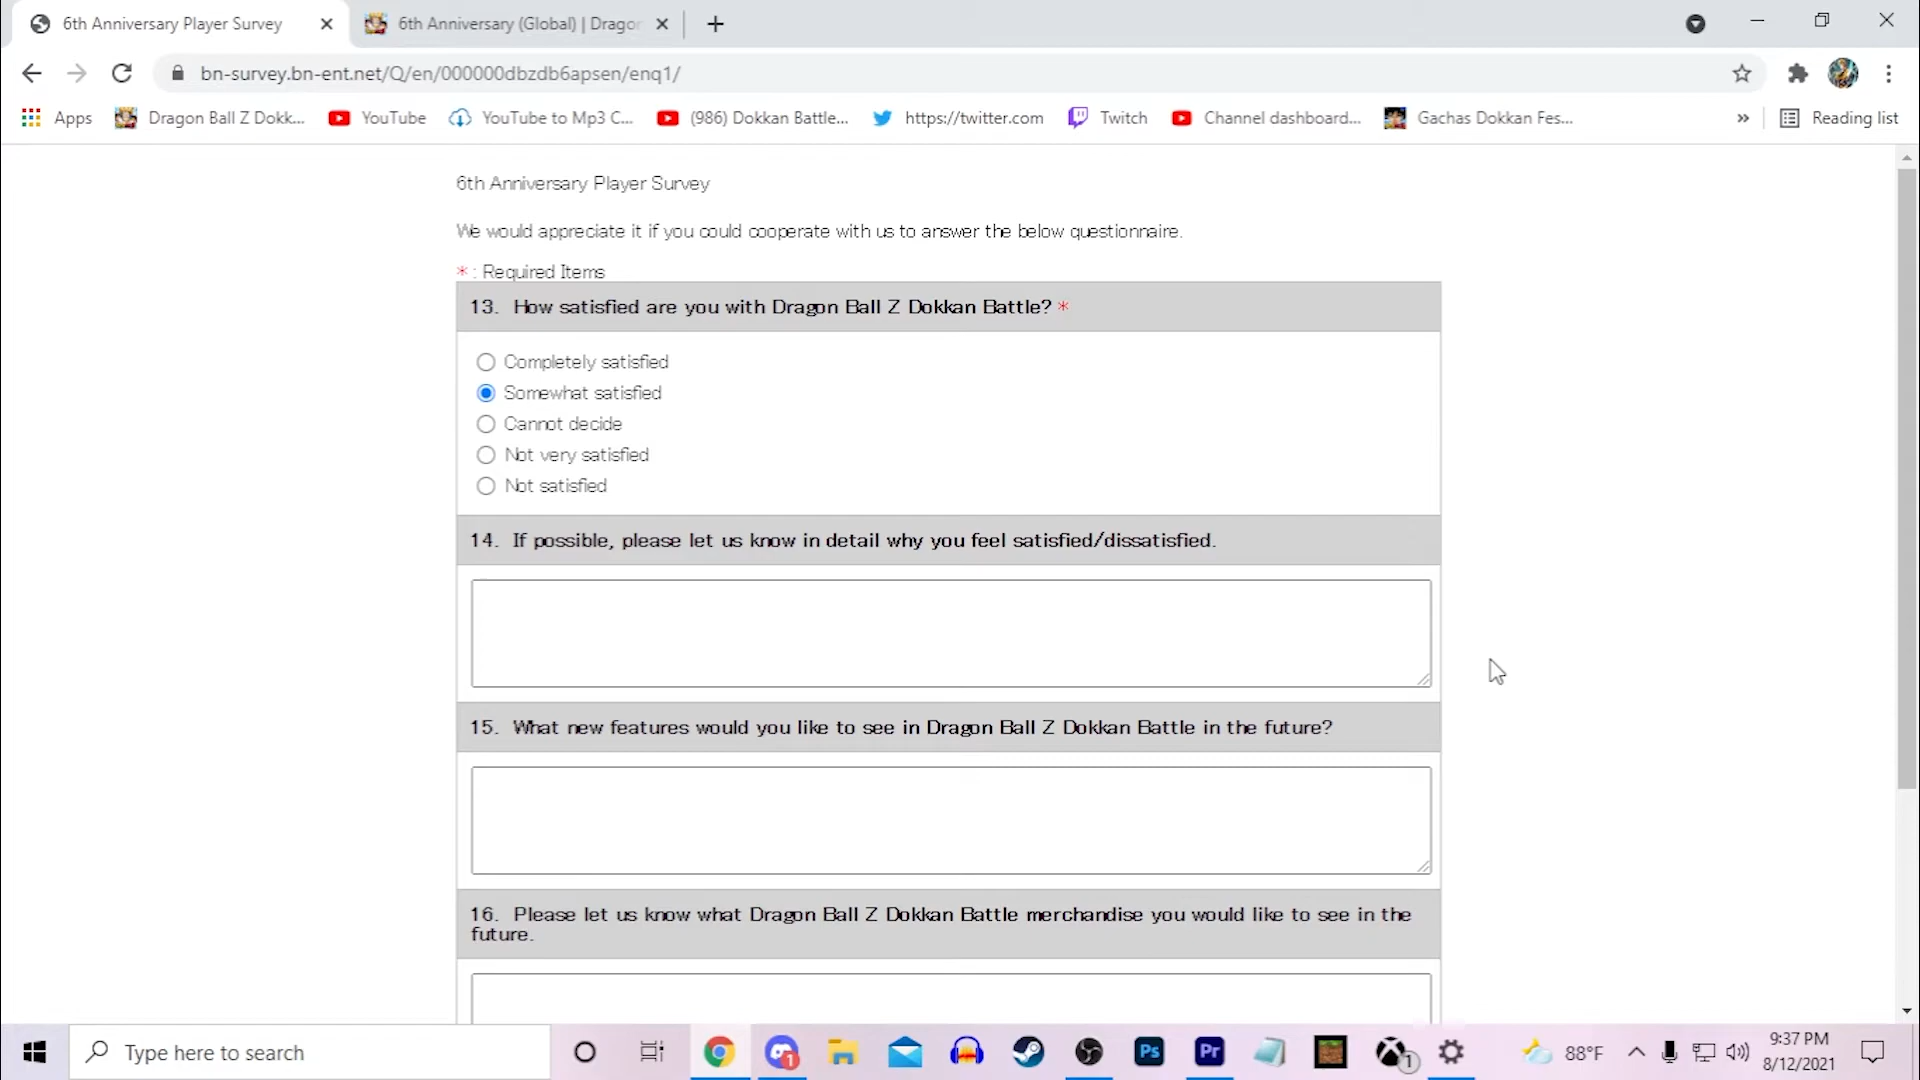 6th Anniversary Player Survey
6th Anniversary (Global) | Dragon
bn-survey.bn-ent.net/Q/en/000000dbzdb6apsen/enq1/
Apps
Dragon Ball Z Dokk...
YouTube
YouTube to Mp3 C...
(986) Dokkan Battle...
https://twitter.com
Twitch
Channel dashboard...
Gachas Dokkan Fes...
»
Reading list
6th Anniversary Player Survey
We would appreciate it if you could cooperate with us to answer the below questionnaire.
* : Required Items
13. How satisfied are you with Dragon Ball Z Dokkan Battle? *
Completely satisfied
Somewhat satisfied
Cannot decide
Not very satisfied
Not satisfied
14. If possible, please let us know in detail why you feel satisfied/dissatisfied.
15. What new features would you like to see in Dragon Ball Z Dokkan Battle in the future?
16. Please let us know what Dragon Ball Z Dokkan Battle merchandise you would like to see in the
future.
Type here to search
1
Ps
Pr
1
88°F
9:37 PM
8/12/2021